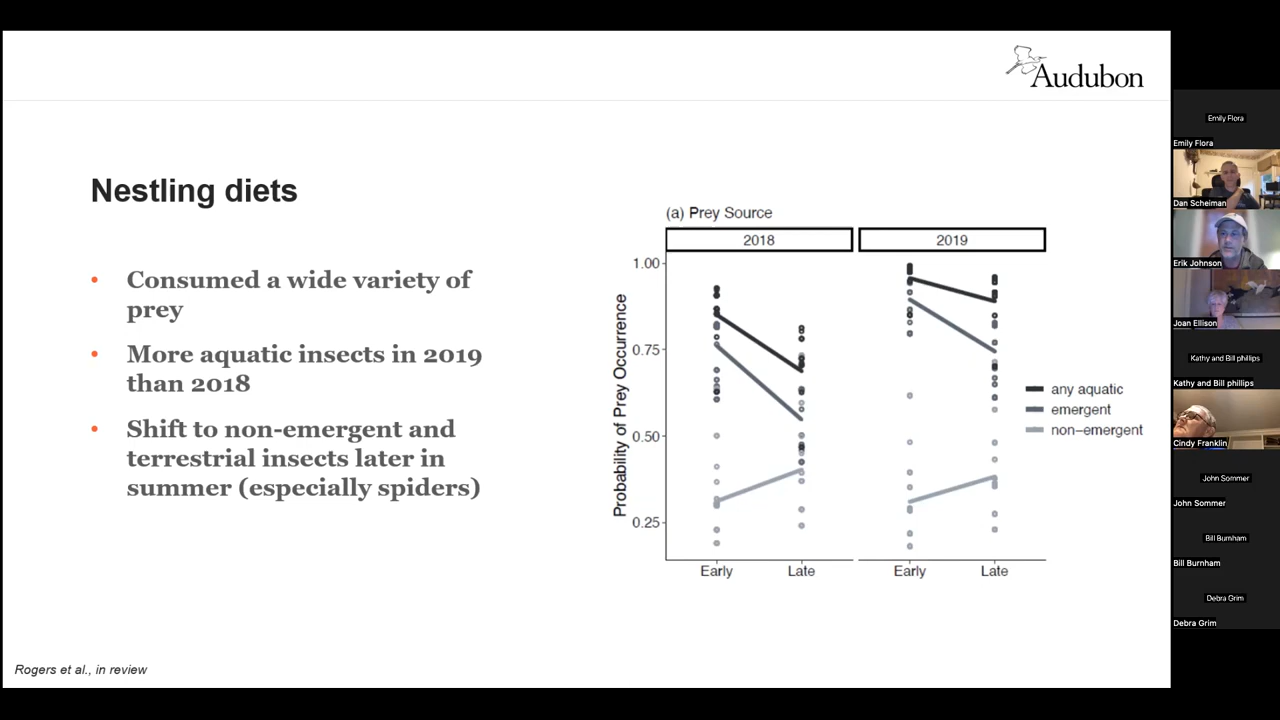 Audubon
Nestling diets
• Consumed a wide variety of
prey
• More aquatic insects in 2019
than 2018
• Shift to non-emergent and
terrestrial insects later in
summer (especially spiders)
(a) Prey Source
2018
2019
Probability of Prey Occurrence
1.00
0.75
0.50
0.25
Early
Late
Early
Late
any aquatic
emergent
non−emergent
Rogers et al., in review
Emily Flora
Emily Flora
Dan Scheiman
Erik Johnson
Joan Ellison
Kathy and Bill phillips
Kathy and Bill phillips
Cindy Franklin
John Sommer
John Sommer
Bill Burnham
Bill Burnham
Debra Grim
Debra Grim